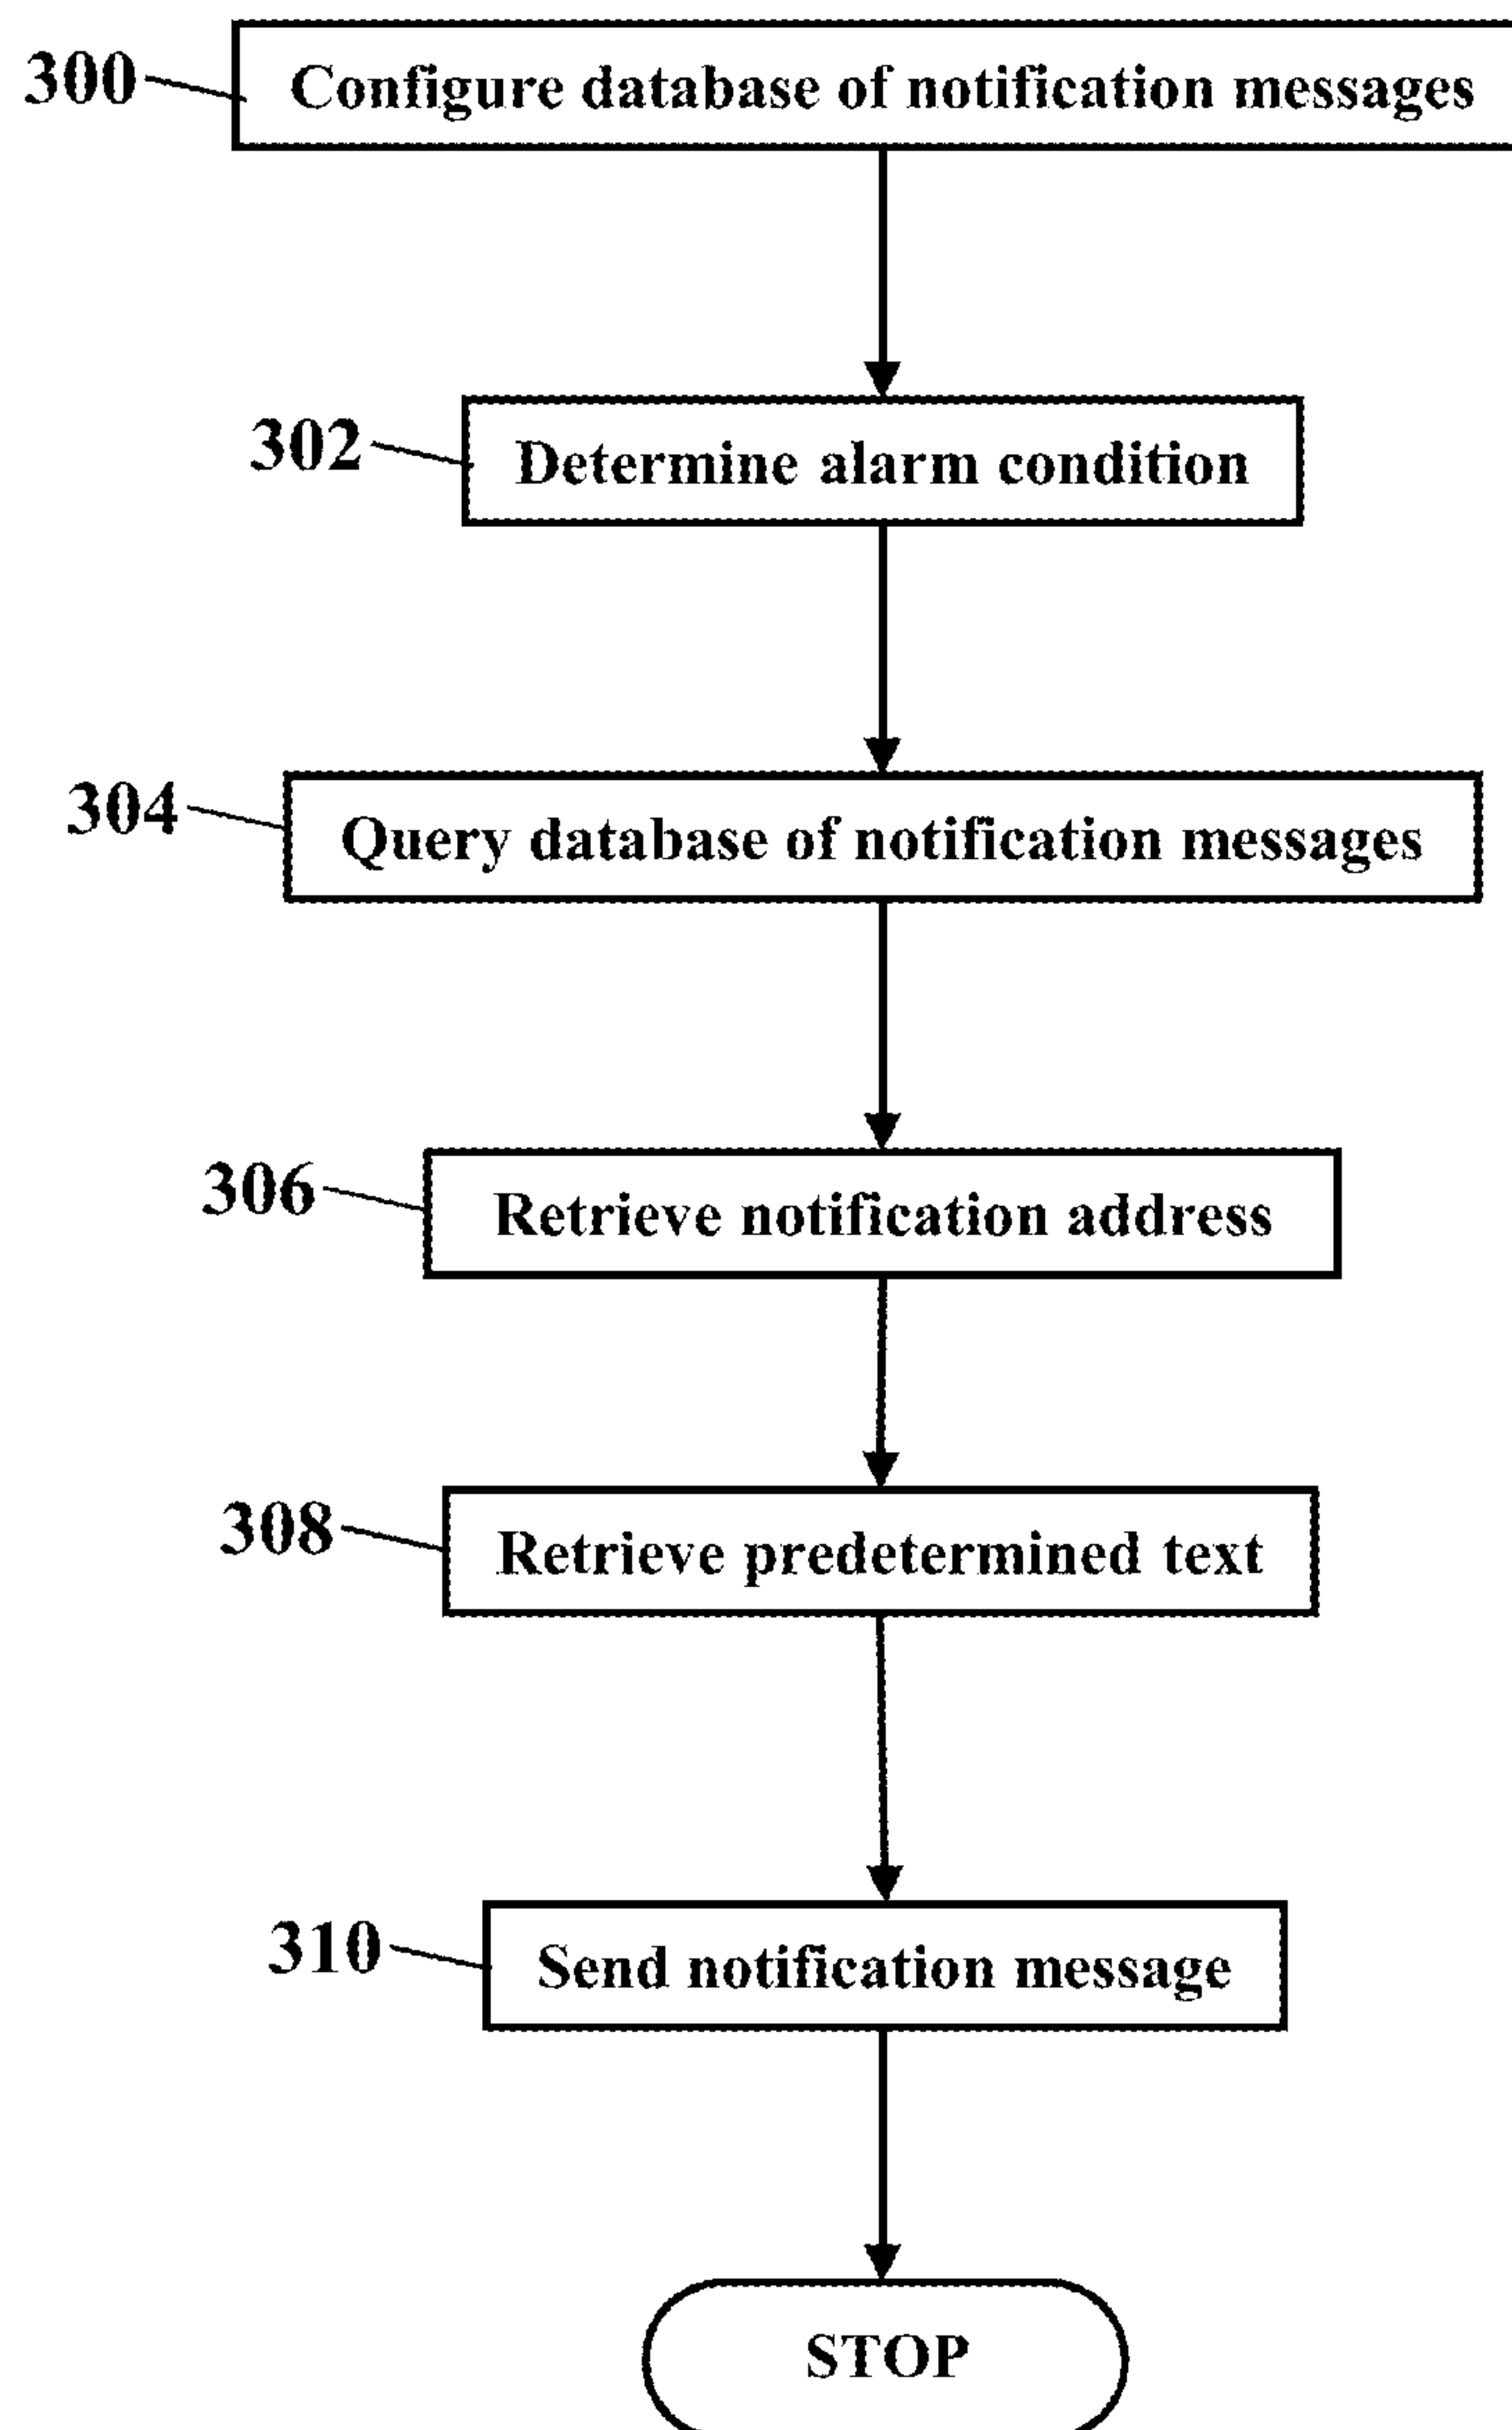 300 Configure database of notification messages
302 Determine alarm condition
304 Query database of notification messages
306 Retrieve notification address
308 Retrieve predetermined text
310 Send notification message
STOP